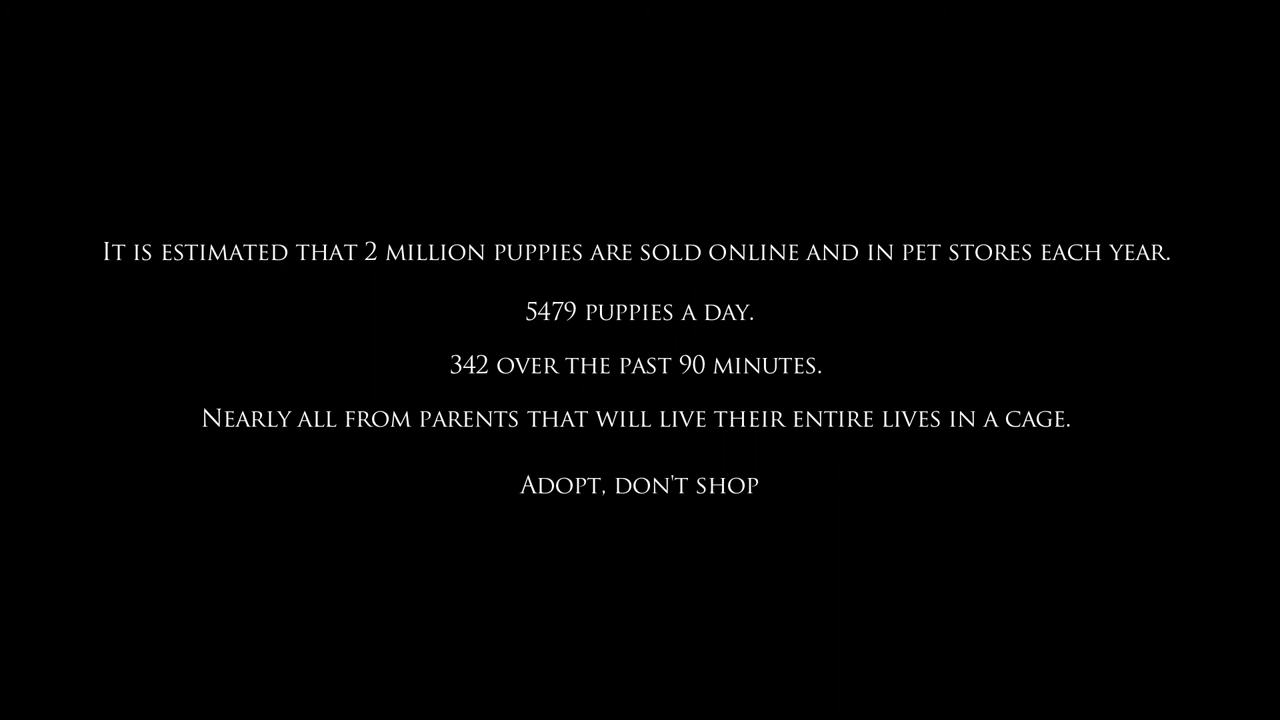 It is estimated that 2 million puppies are sold online and in pet stores each year.
5479 puppies a day.
342 over the past 90 minutes.
Nearly all from parents that will live their entire lives in a cage.
Adopt, don't shop